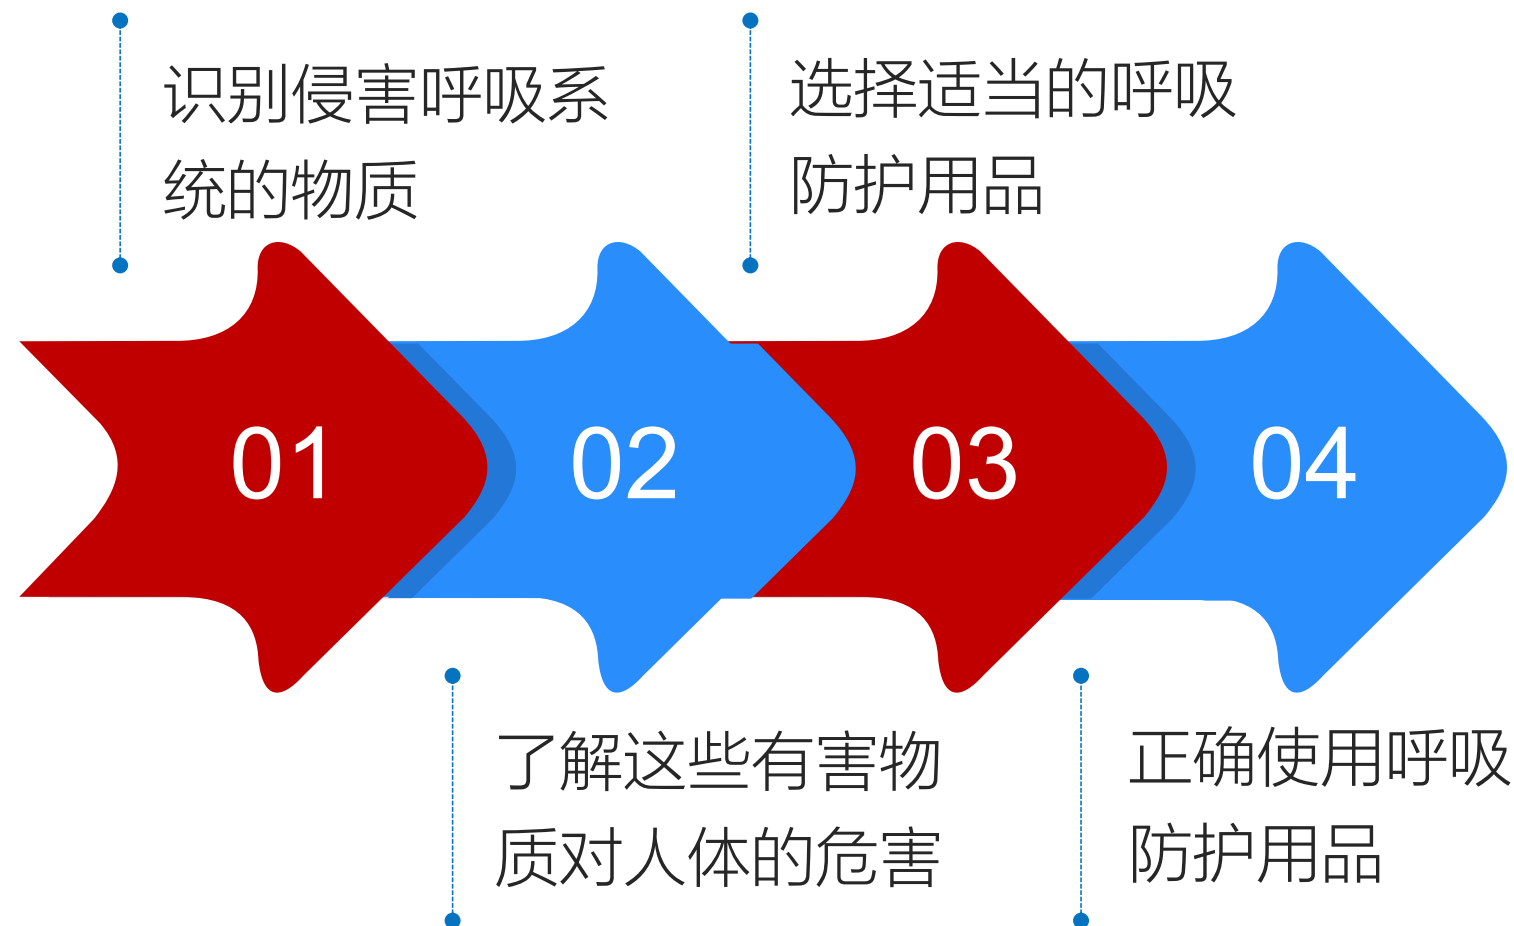 识别侵害呼吸系
统的物质
选择适当的呼吸
防护用品
01
02
03
04
了解这些有害物
质对人体的危害
正确使用呼吸
防护用品